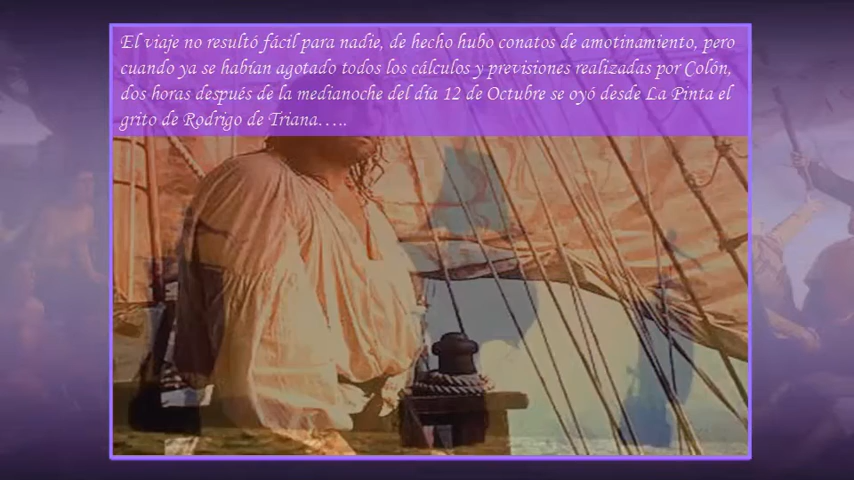 El viaje no resultó fácil para nadie, de hecho hubo conatos de amotinamiento, pero
cuando ya se habían agotado todos los cálculos y previsiones realizadas por Colón,
dos horas después de la medianoche del día 12 de Octubre se oyó desde La Pinta el
grito de Rodrigo de Triana…..